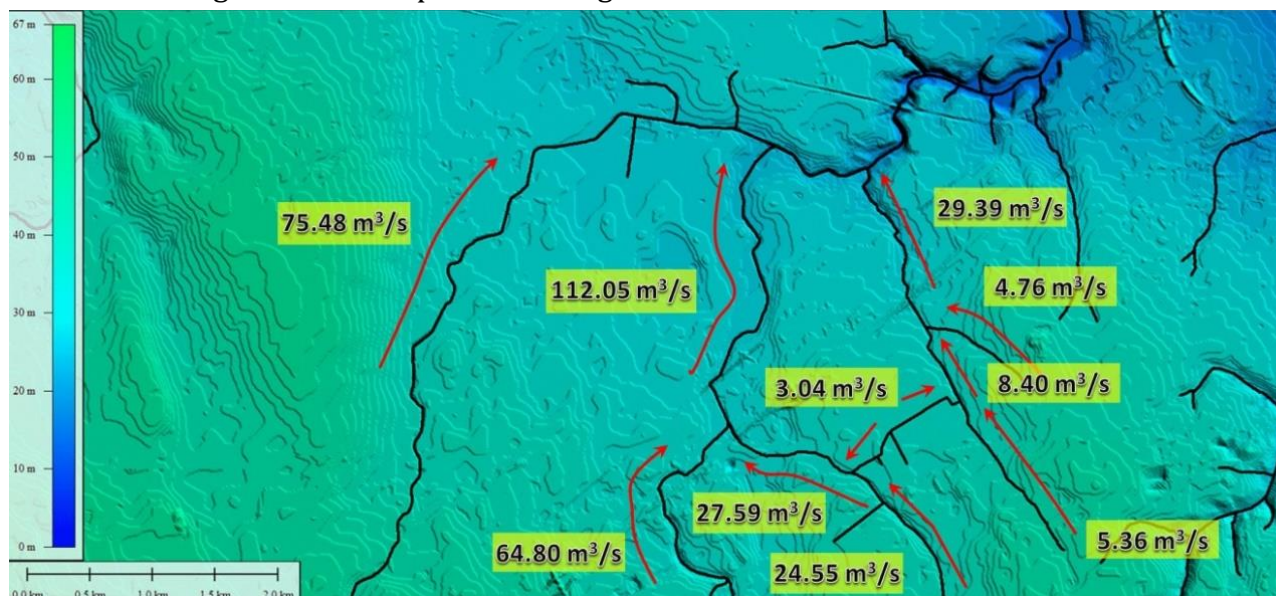 67 m
60 m
50 m
40 m
30 m
20 m
10 m
0 m
75.48 m³/s
29.39 m³/s
112.05 m³/s
4.76 m³/s
3.04 m³/s
8.40 m³/s
27.59 m³/s
64.80 m³/s
24.55 m³/s
5.36 m³/s
0.0 km 0.5 km 1.0 km 1.5 km 2.0 km